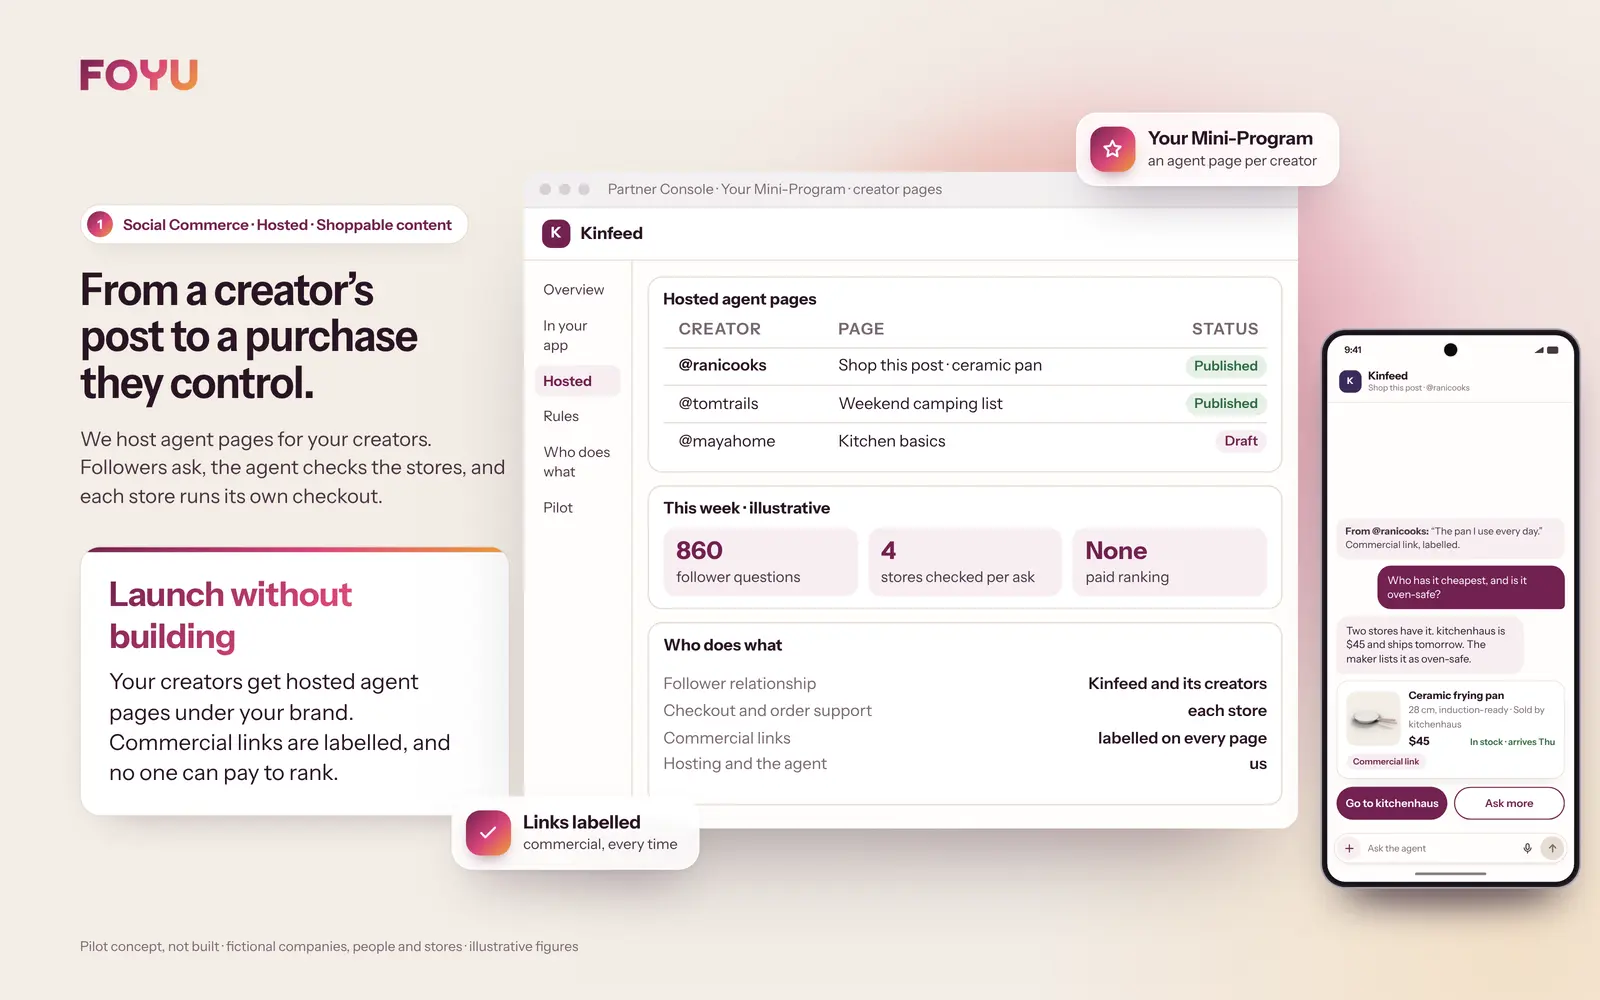 FOYU
1 Social Commerce · Hosted · Shoppable content
From a creator's
post to a purchase
they control.
We host agent pages for your creators.
Followers ask, the agent checks the stores, and
each store runs its own checkout.
Launch without
building
Your creators get hosted agent
pages under your brand.
Commercial links are labelled, and
no one can pay to rank.
Your Mini-Program
an agent page per creator
Partner Console · Your Mini-Program · creator pages
K Kinfeed
Overview
In your
app
Hosted
Rules
Who does
what
Pilot
Hosted agent pages
CREATOR PAGE STATUS
@ranicooks Shop this post · ceramic pan Published
@tomtrails Weekend camping list Published
@mayahome Kitchen basics Draft
This week · illustrative
860 4 None
follower questions stores checked per ask paid ranking
Who does what
Follower relationship Kinfeed and its creators
Checkout and order support each store
Commercial links labelled on every page
Hosting and the agent us
Links labelled
commercial, every time
9:41
K Kinfeed
Shop this post · @ranicooks
From @ranicooks: “The pan I use every day.”
Commercial link, labelled.
Who has it cheapest, and is it
oven-safe?
Two stores have it. kitchenhaus is
$45 and ships tomorrow. The
maker lists it as oven-safe.
Ceramic frying pan
28 cm, induction-ready · Sold by
kitchenhaus
$45 In stock · arrives Thu
Commercial link
Go to kitchenhaus Ask more
Ask the agent
Pilot concept, not built · fictional companies, people and stores · illustrative figures